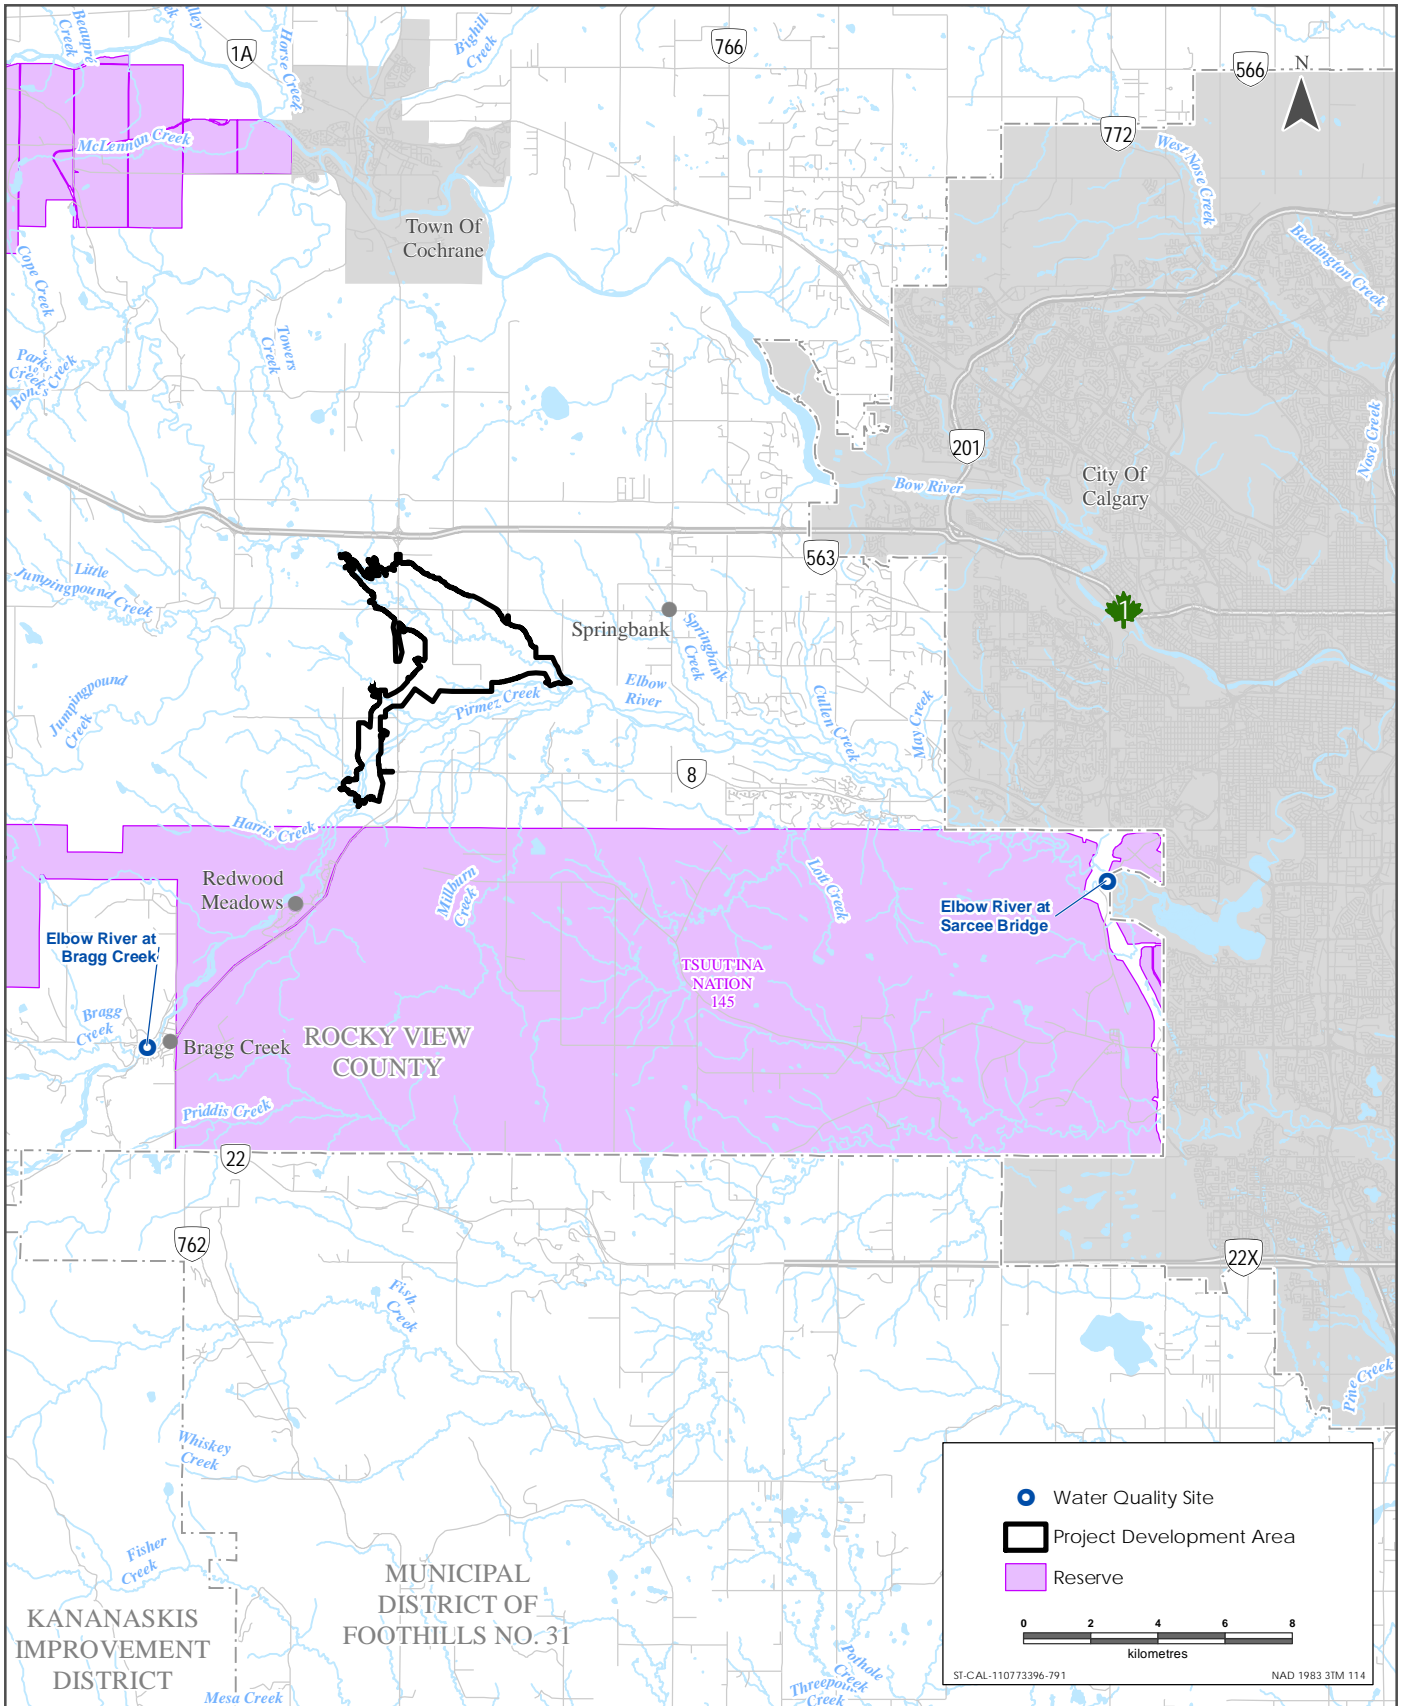 Beaupre
Creek
Horse Creek
Bighill
Creek
1A
766
566
N
772
McLennan Creek
West Nose Creek
Town Of
Cochrane
Beddington Creek
Cope Creek
Towers
Creek
Parks
Creek
Bones Creek
201
Nose Creek
City Of
Calgary
Bow River
563
Little
Jumpingpound Creek
1
Springbank
Springbank
Creek
Jumpingpound
Creek
Elbow
River
Pirmez Creek
Cullen Creek
May Creek
8
Harris Creek
Redwood
Meadows
Millburn
Creek
Lott Creek
Elbow River at
Sarcee Bridge
Elbow River at
Bragg Creek
TSUUT'INA
NATION
145
Bragg
Creek
Bragg Creek
ROCKY VIEW
COUNTY
Priddis Creek
22
762
22X
Fish
Creek
Pine Creek
Whiskey
Creek
Fisher
Creek
MUNICIPAL
DISTRICT OF
FOOTHILLS NO. 31
KANANASKIS
IMPROVEMENT
DISTRICT
Mesa Creek
Pothole
Creek
Threepoint
Creek
Water Quality Site
Project Development Area
Reserve
0 2 4 6 8
kilometres
ST-CAL-110773396-791
NAD 1983 3TM 114